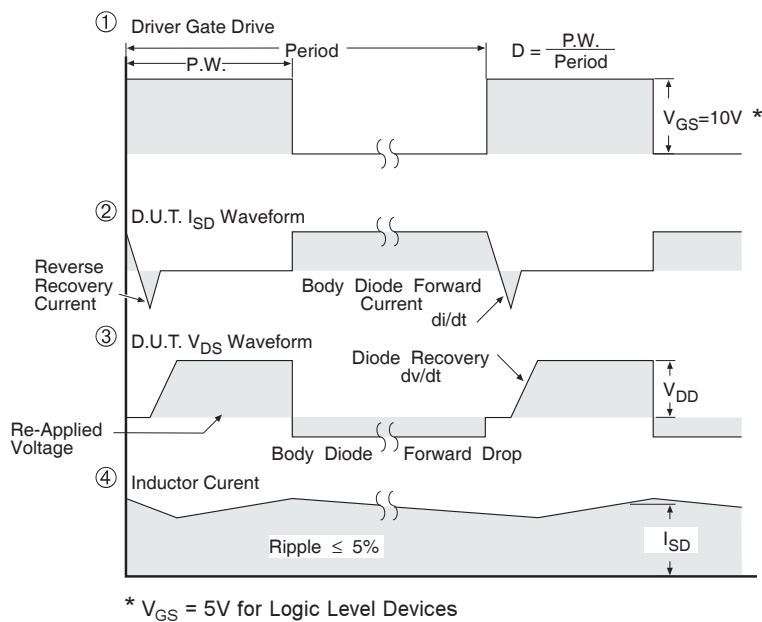 ① Driver Gate Drive
Period
P.W.
D = P.W. / Period
V_GS=10V *
② D.U.T. I_SD Waveform
Reverse
Recovery
Current
Body Diode Forward
Current
di/dt
③ D.U.T. V_DS Waveform
Diode Recovery
dv/dt
V_DD
Re-Applied
Voltage
Body Diode
Forward Drop
④ Inductor Curent
Ripple ≤ 5%
I_SD
* V_GS = 5V for Logic Level Devices